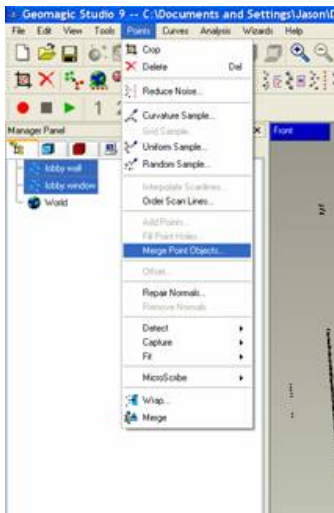 Geomagic Studio 9 -- C:\Documents and Settings\Jason\D
File Edit View Tools Points Curves Analysis Wizards Help
Crop
Delete Del
Reduce Noise...
Curvature Sample...
Grid Sample...
Uniform Sample...
Random Sample...
Interpolate Scanlines...
Order Scan Lines...
Add Points...
Fill Point Holes...
Merge Point Objects...
Offset...
Repair Normals...
Remove Normals
Detect
Capture
Fit
MicroScribe
Wrap...
Merge
1
Manager Panel
Front
lobby wall
lobby window
World